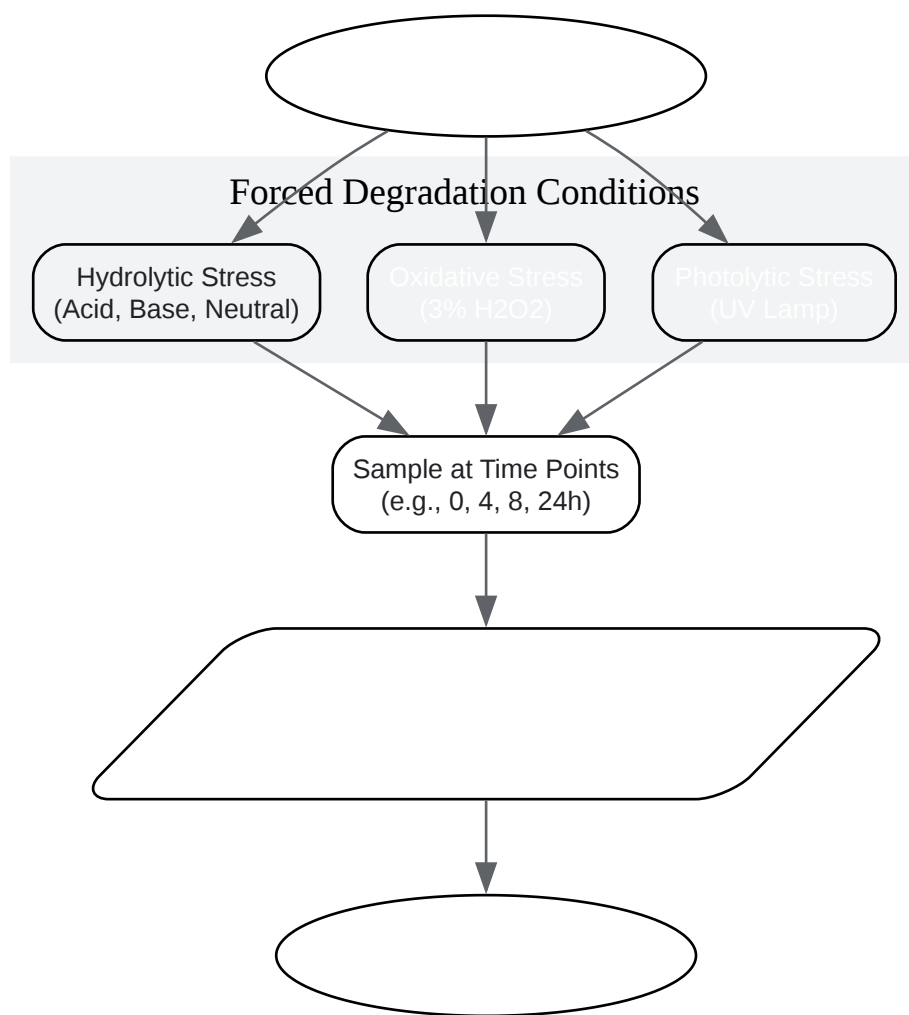 Forced Degradation Conditions
Hydrolytic Stress
(Acid, Base, Neutral)
Oxidative Stress
(3% H2O2)
Photolytic Stress
(UV Lamp)
Sample at Time Points
(e.g., 0, 4, 8, 24h)